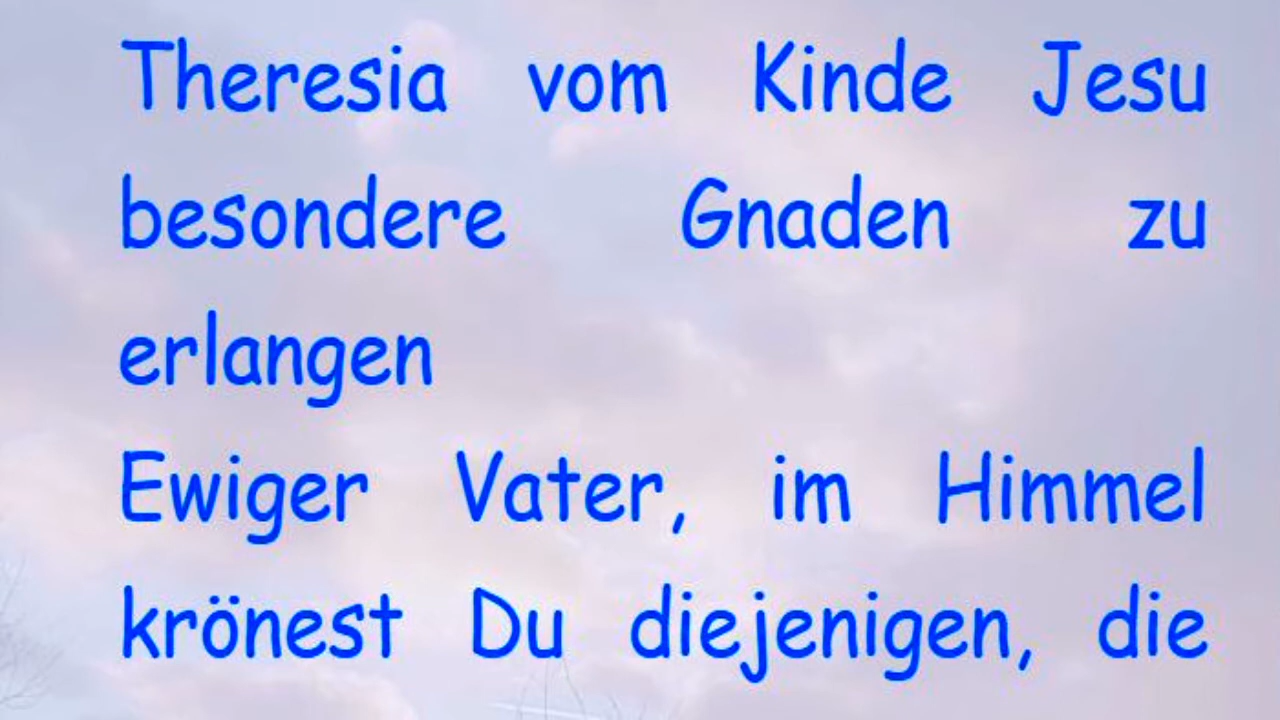 Theresia vom Kinde Jesu
besondere Gnaden zu
erlangen
Ewiger Vater, im Himmel
krönest Du diejenigen, die